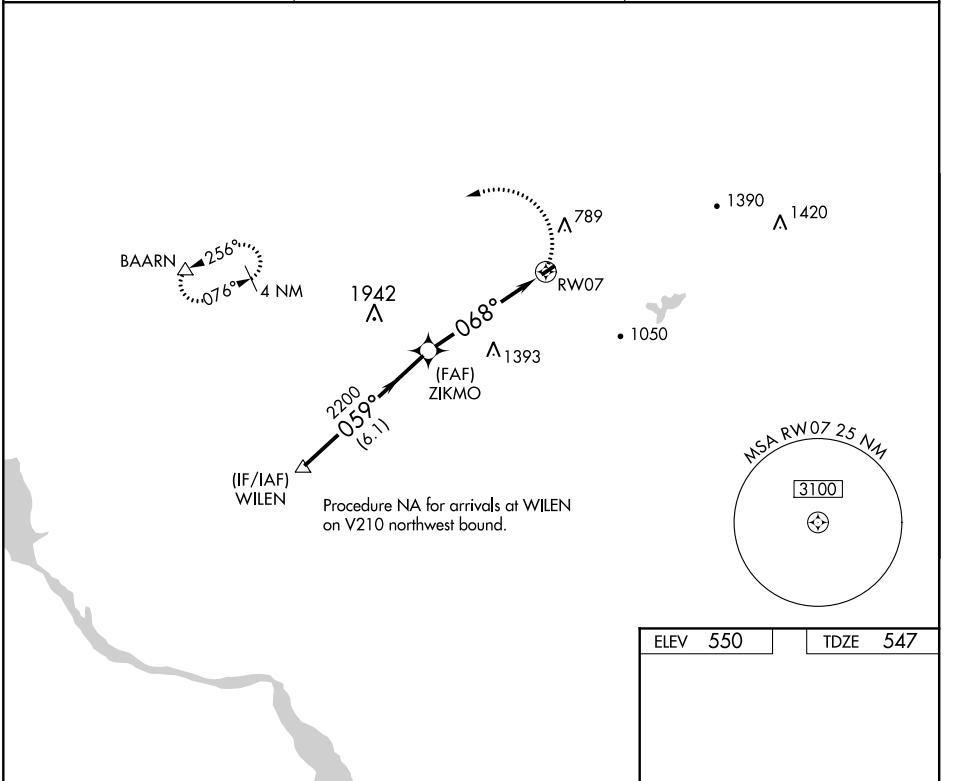 1390
1420
789
BAARN
256°
076°
4 NM
RW07
1942
068°
1050
1393
(FAF)
ZIKMO
2200
059°
(6.1)
(IF/IAF)
WILEN
Procedure NA for arrivals at WILEN
on V210 northwest bound.
MSA RW07 25 NM
3100
ELEV 550
TDZE 547